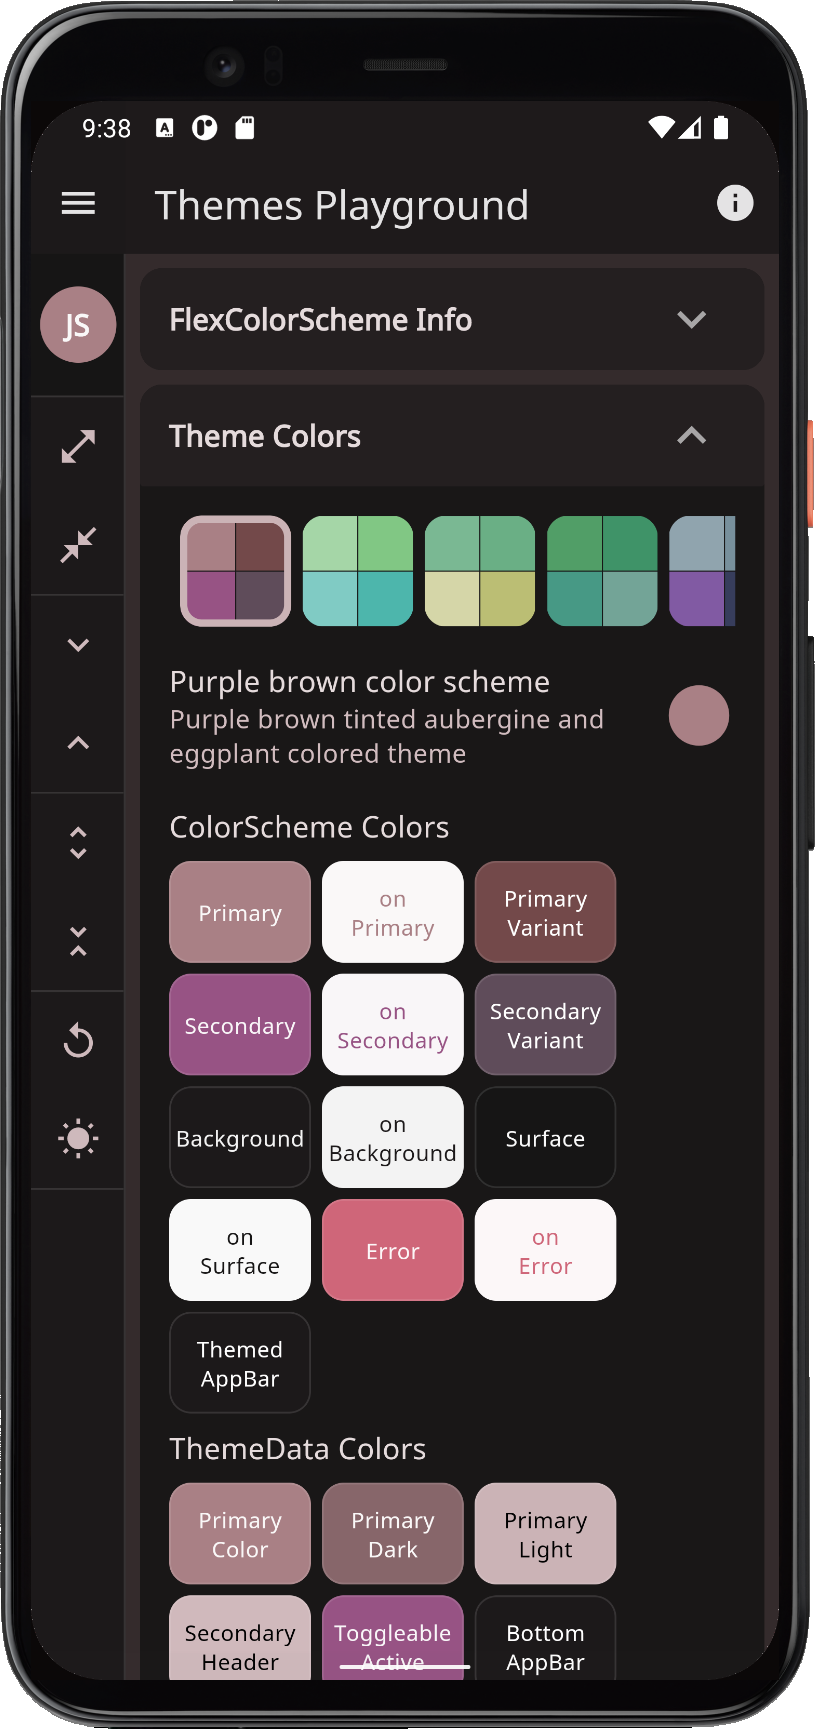 9:38
A
Themes Playground
FlexColorScheme Info
JS
Theme Colors
Purple brown color scheme
Purple brown tinted aubergine and
eggplant colored theme
ColorScheme Colors
Primary
on
Primary
Primary
Variant
Secondary
on
Secondary
Secondary
Variant
Background
on
Background
Surface
on
Surface
Error
on
Error
Themed
AppBar
ThemeData Colors
Primary
Color
Primary
Dark
Primary
Light
Secondary
Header
Toggleable
Active
Bottom
AppBar